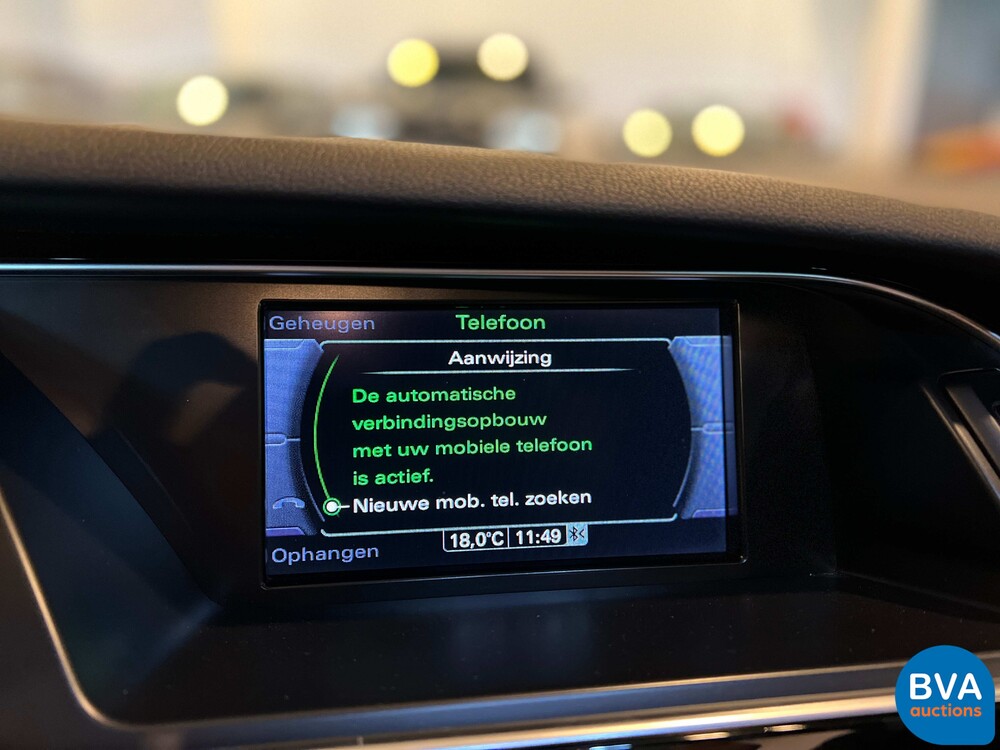 Geheugen
Telefoon
Aanwijzing
De automatische
verbindingsopbouw
met uw mobiele telefoon
is actief.
Nieuwe mob. tel. zoeken
18,0°C 11:49
Ophangen
BVA
auctions